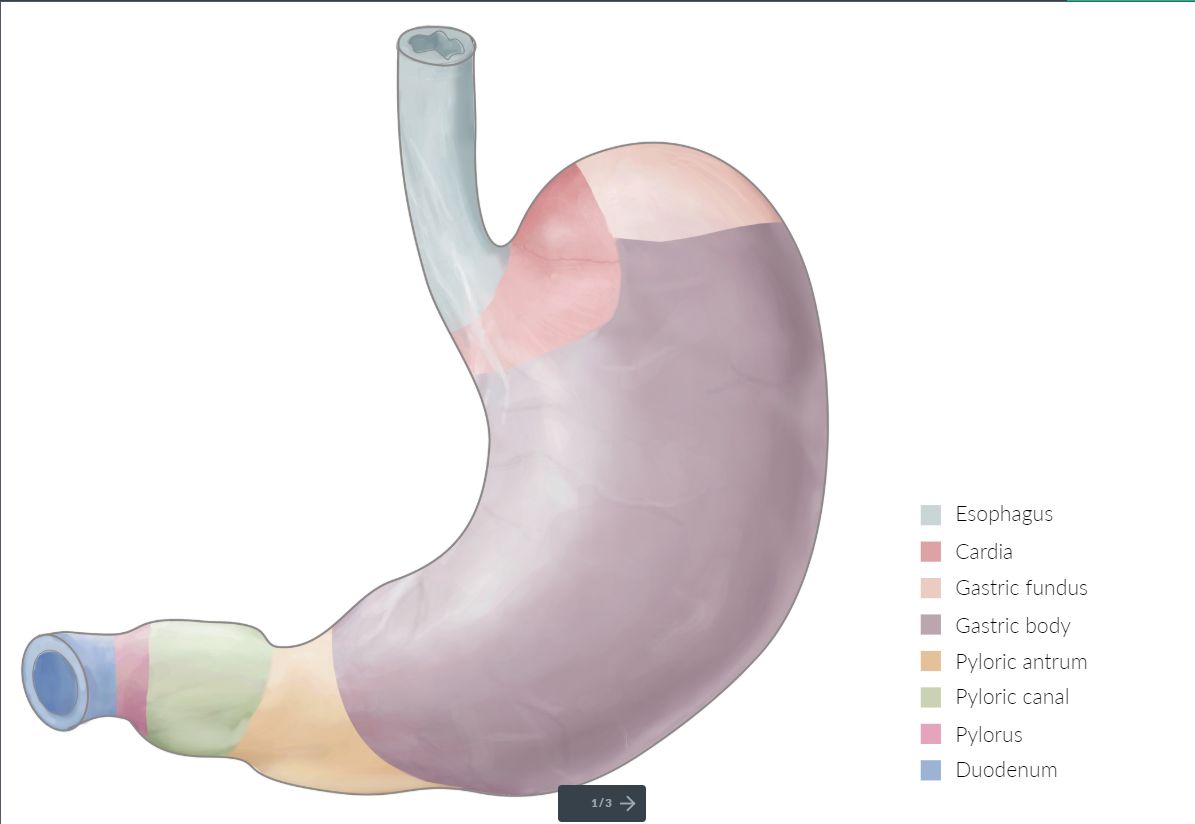 Esophagus
Cardia
Gastric fundus
Gastric body
Pyloric antrum
Pyloric canal
Pylorus
Duodenum
1/3 →